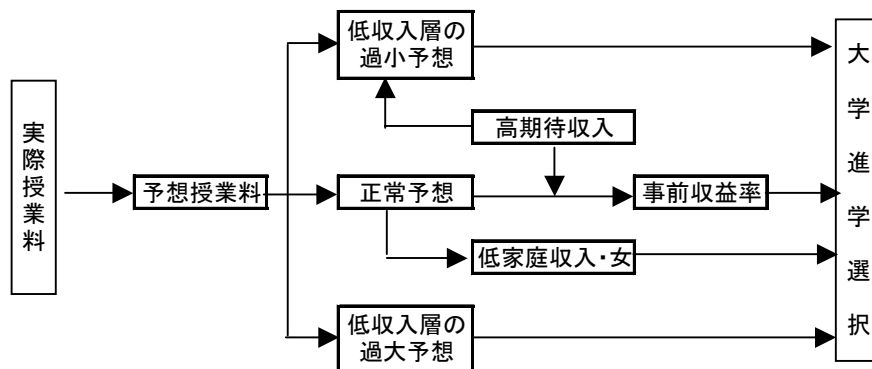 実際授業料
予想授業料
低収入層の
過小予想
高期待収入
正常予想
事前収益率
低家庭収入・女
低収入層の
過大予想
大学進学選択